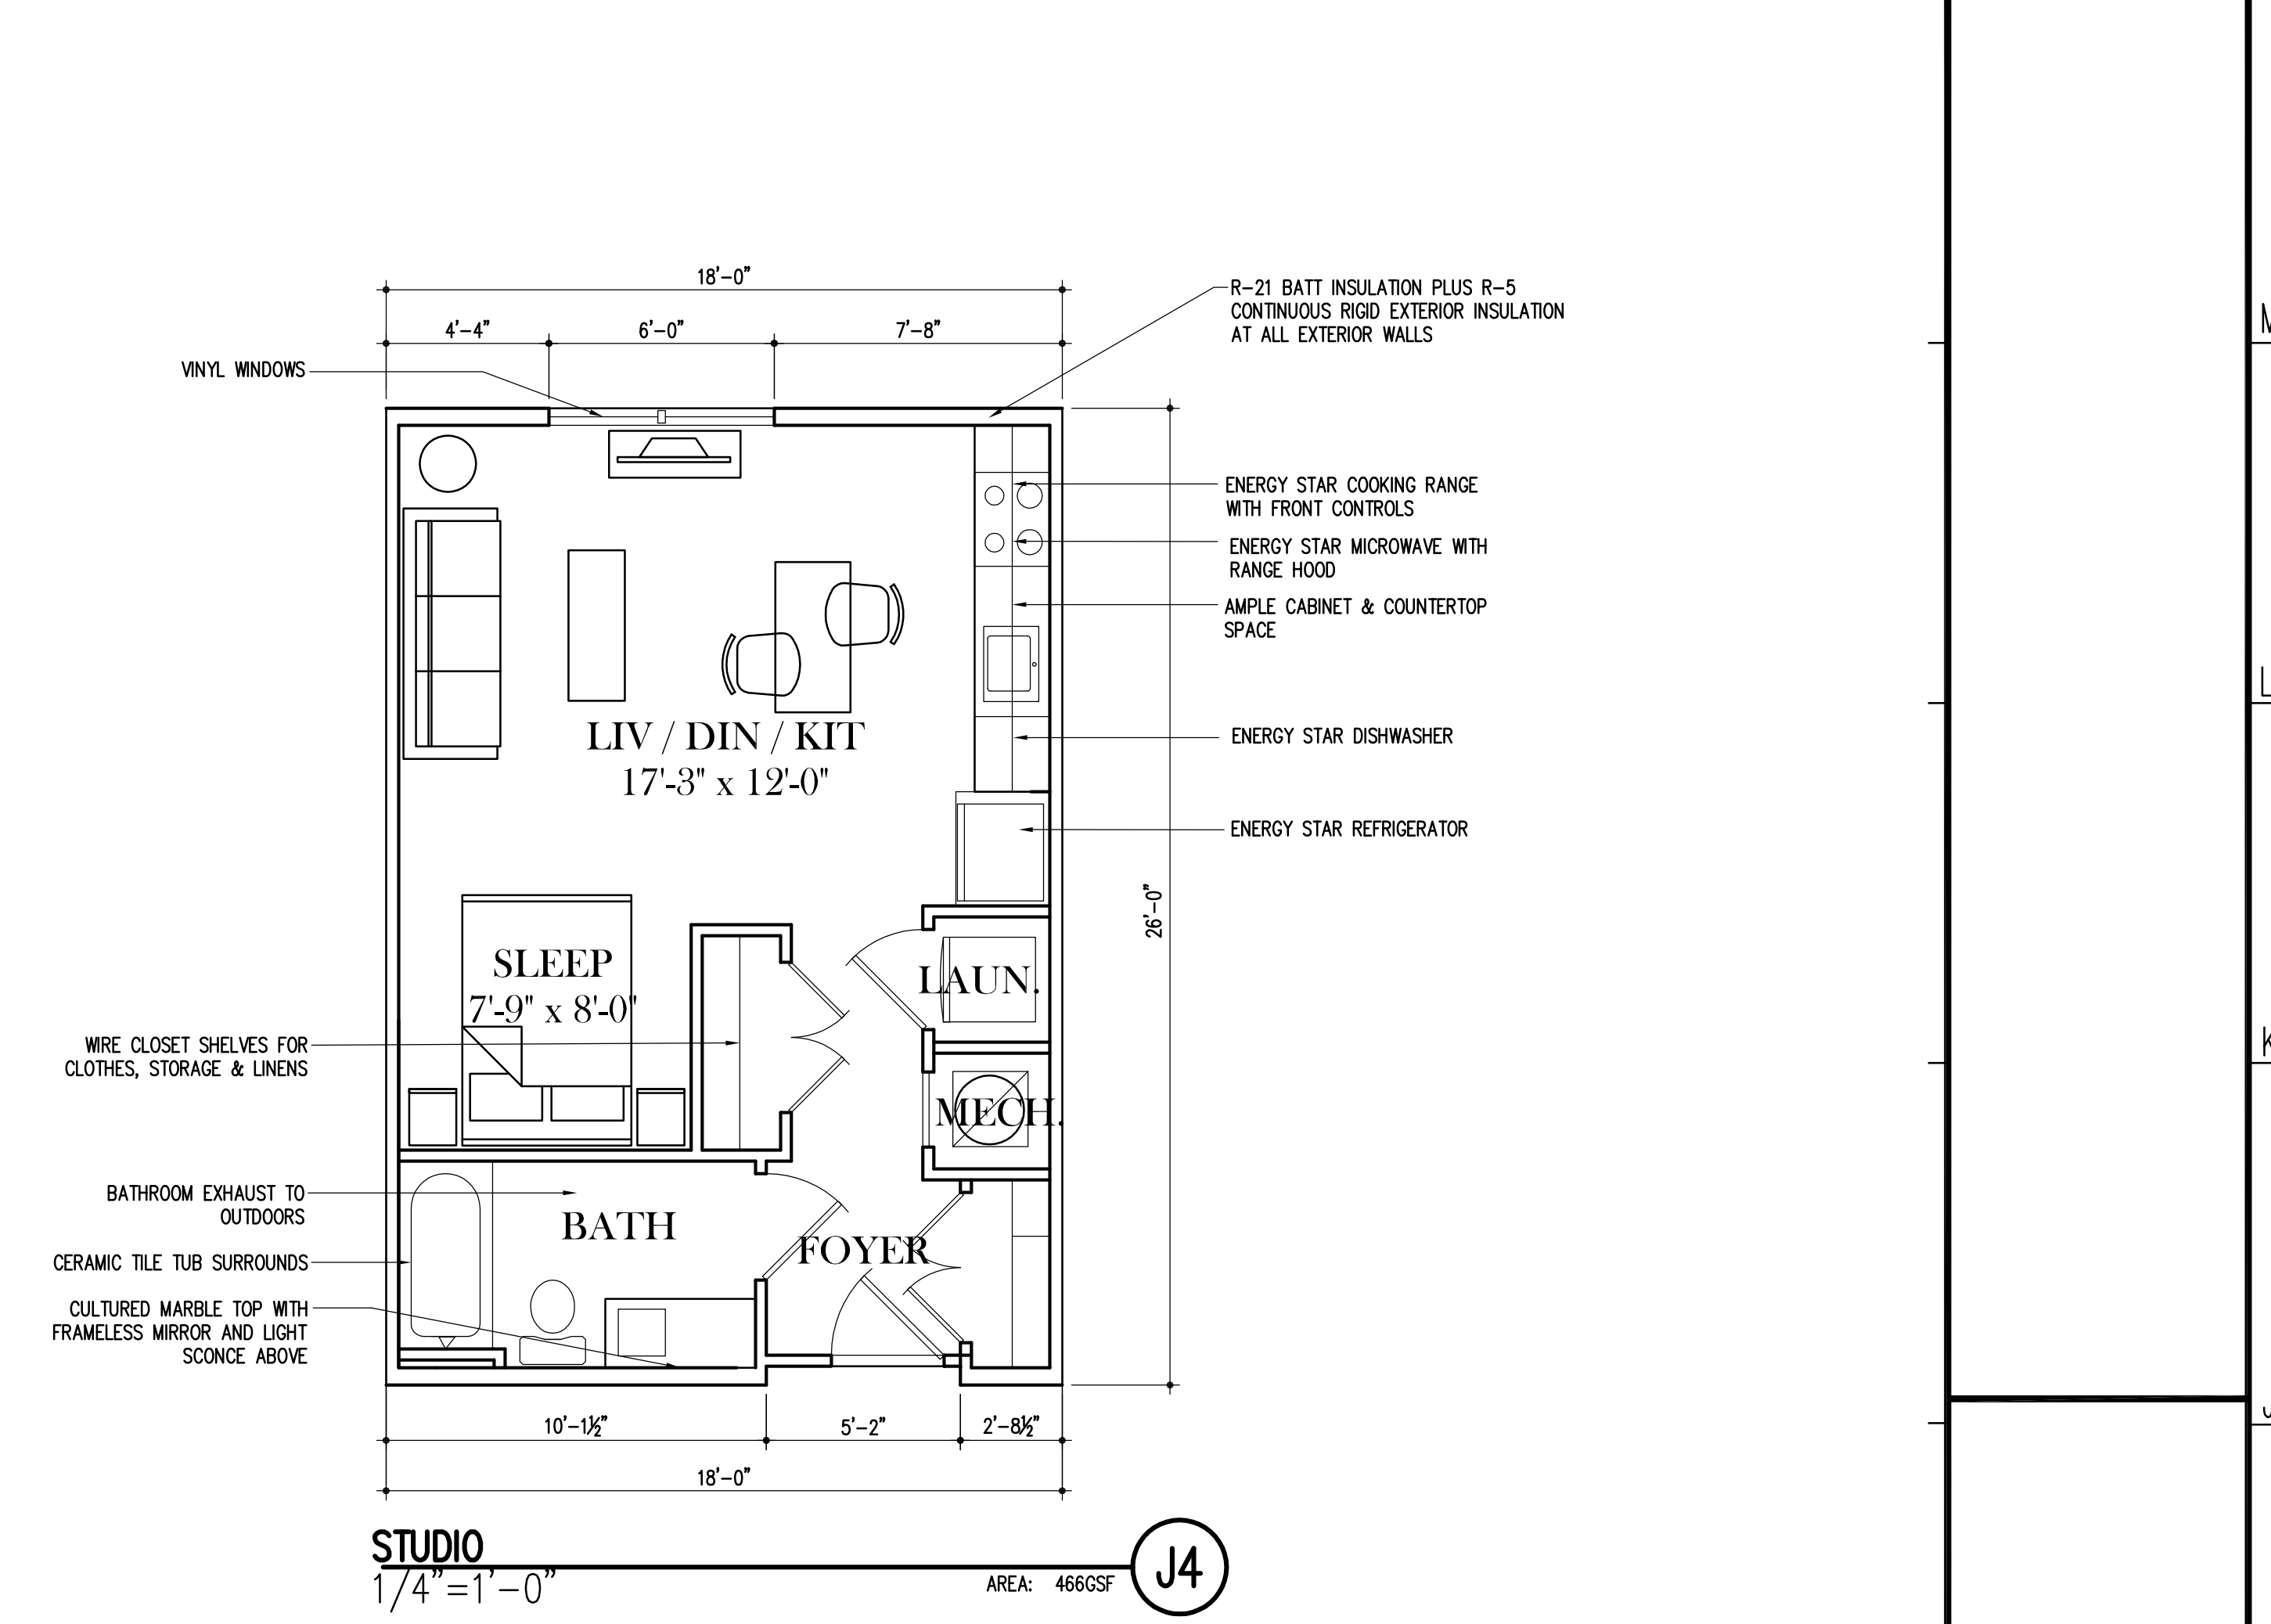 18'-0"
4'-4"
6'-0"
7'-8"
R-21 BATT INSULATION PLUS R-5
CONTINUOUS RIGID EXTERIOR INSULATION
AT ALL EXTERIOR WALLS
VINYL WINDOWS
ENERGY STAR COOKING RANGE
WITH FRONT CONTROLS
ENERGY STAR MICROWAVE WITH
RANGE HOOD
AMPLE CABINET & COUNTERTOP
SPACE
LIV / DIN / KIT
17'-3" x 12'-0"
ENERGY STAR DISHWASHER
ENERGY STAR REFRIGERATOR
26'-0"
SLEEP
7'-9" x 8'-0"
LAUN.
WIRE CLOSET SHELVES FOR
CLOTHES, STORAGE & LINENS
MECH.
BATHROOM EXHAUST TO
OUTDOORS
BATH
FOYER
CERAMIC TILE TUB SURROUNDS
CULTURED MARBLE TOP WITH
FRAMELESS MIRROR AND LIGHT
SCONCE ABOVE
10'-1½"
5'-2"
2'-8½"
18'-0"
STUDIO
1/4"=1'-0"
AREA: 466GSF
J4